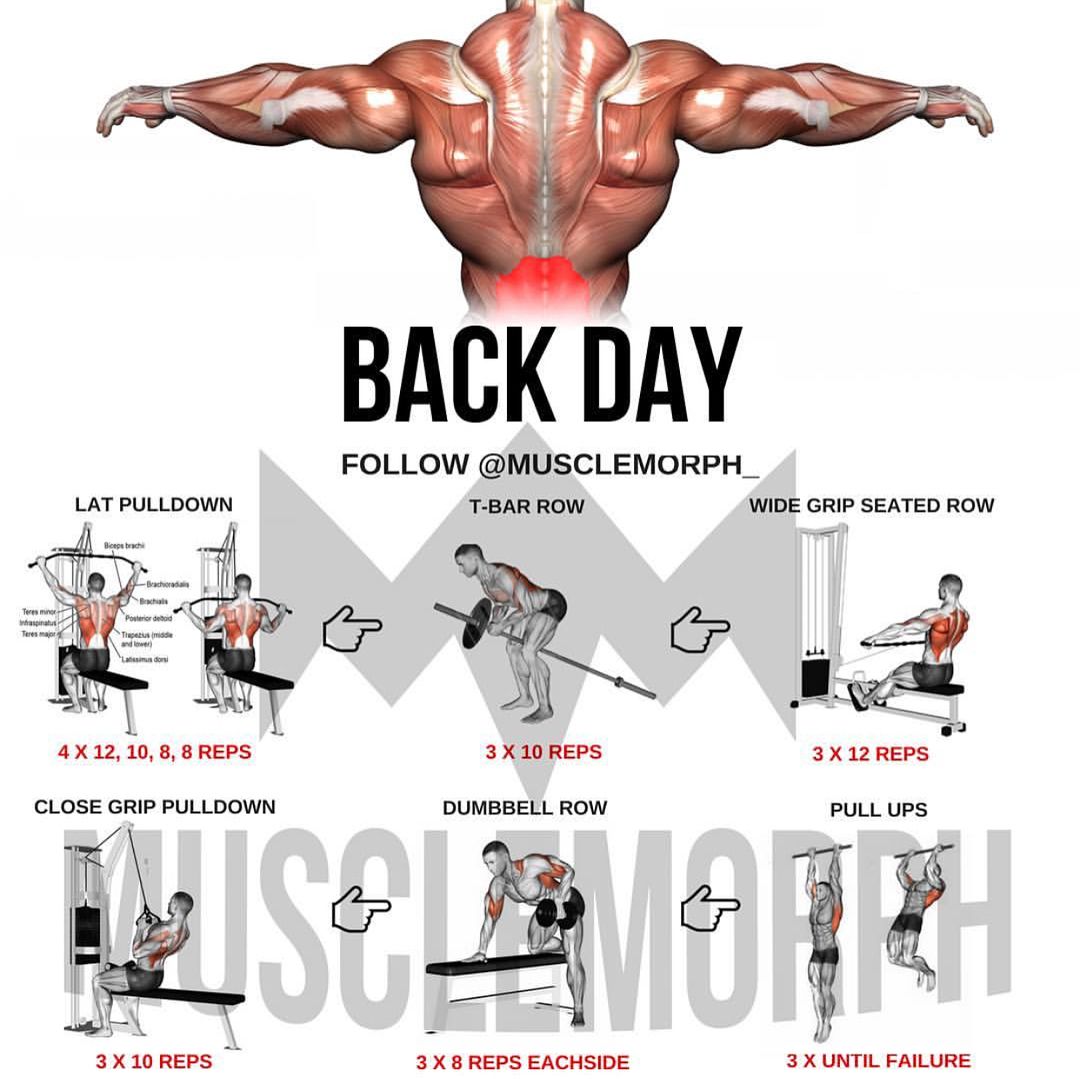 BACK DAY
FOLLOW @MUSCLEMORPH_
LAT PULLDOWN
Biceps brachii
Brachioradialis
Brachialis
Teres minor
Posterior deltoid
Infraspinatus
Teres major
Trapezius (middle
and lower)
Latissimus dorsi
4 X 12, 10, 8, 8 REPS
T-BAR ROW
3 X 10 REPS
WIDE GRIP SEATED ROW
3 X 12 REPS
CLOSE GRIP PULLDOWN
3 X 10 REPS
DUMBBELL ROW
3 X 8 REPS EACHSIDE
PULL UPS
3 X UNTIL FAILURE
MUSCLEMORPH